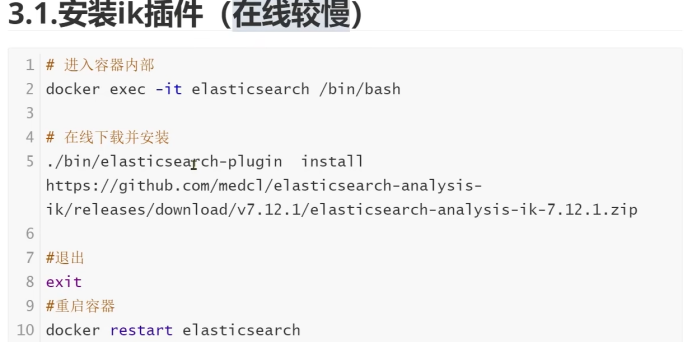 3.1.安装ik插件（在线较慢）
1 # 进入容器内部
2 docker exec -it elasticsearch /bin/bash
3
4 # 在线下载并安装
5 ./bin/elasticsearch-plugin  install
https://github.com/medcl/elasticsearch-analysis-
ik/releases/download/v7.12.1/elasticsearch-analysis-ik-7.12.1.zip
6
7 #退出
8 exit
9 #重启容器
10 docker restart elasticsearch